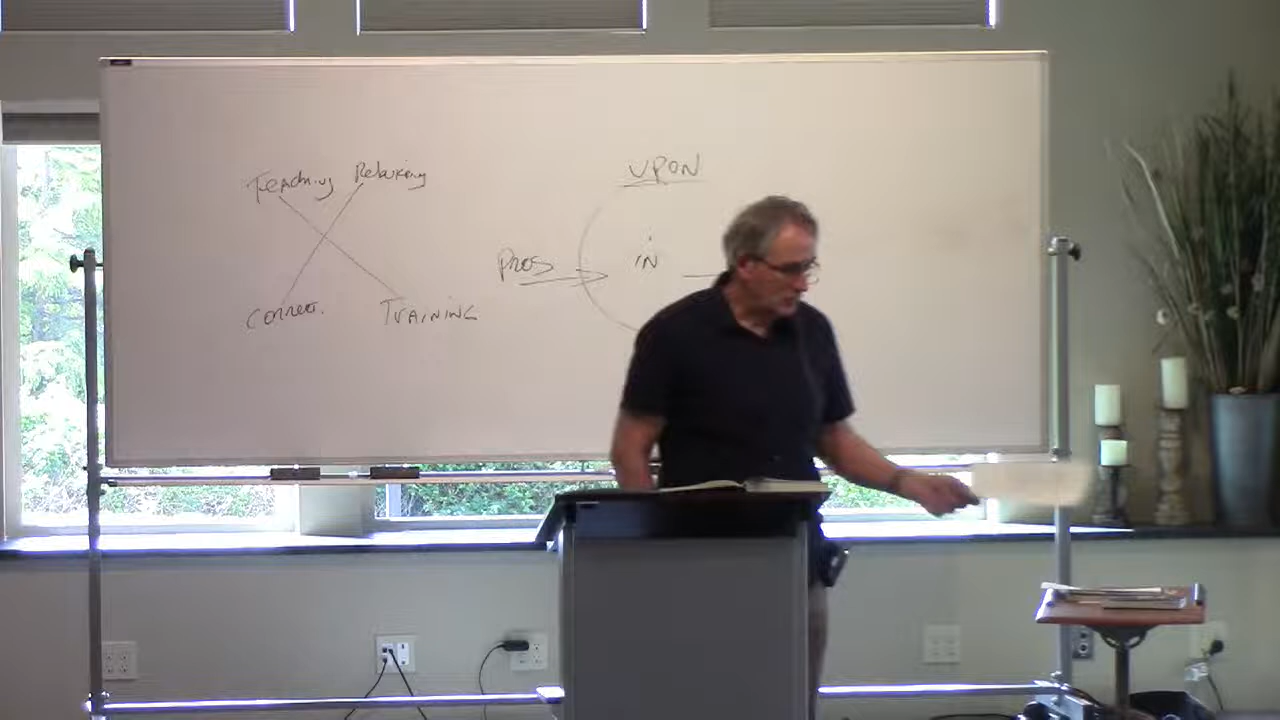 Teaching Rebuking
UPON
pros
in
correct.
TRAINING